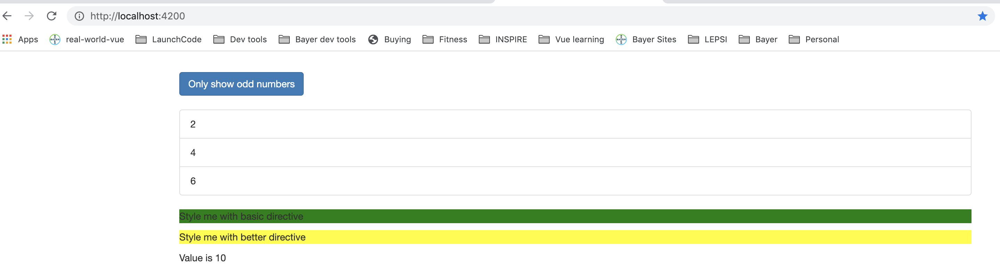 http://localhost:4200
Apps real-world-vue LaunchCode Dev tools Bayer dev tools Buying Fitness INSPIRE Vue learning Bayer Sites LEPSI Bayer Personal
Only show odd numbers
2
4
6
Style me with basic directive
Style me with better directive
Value is 10